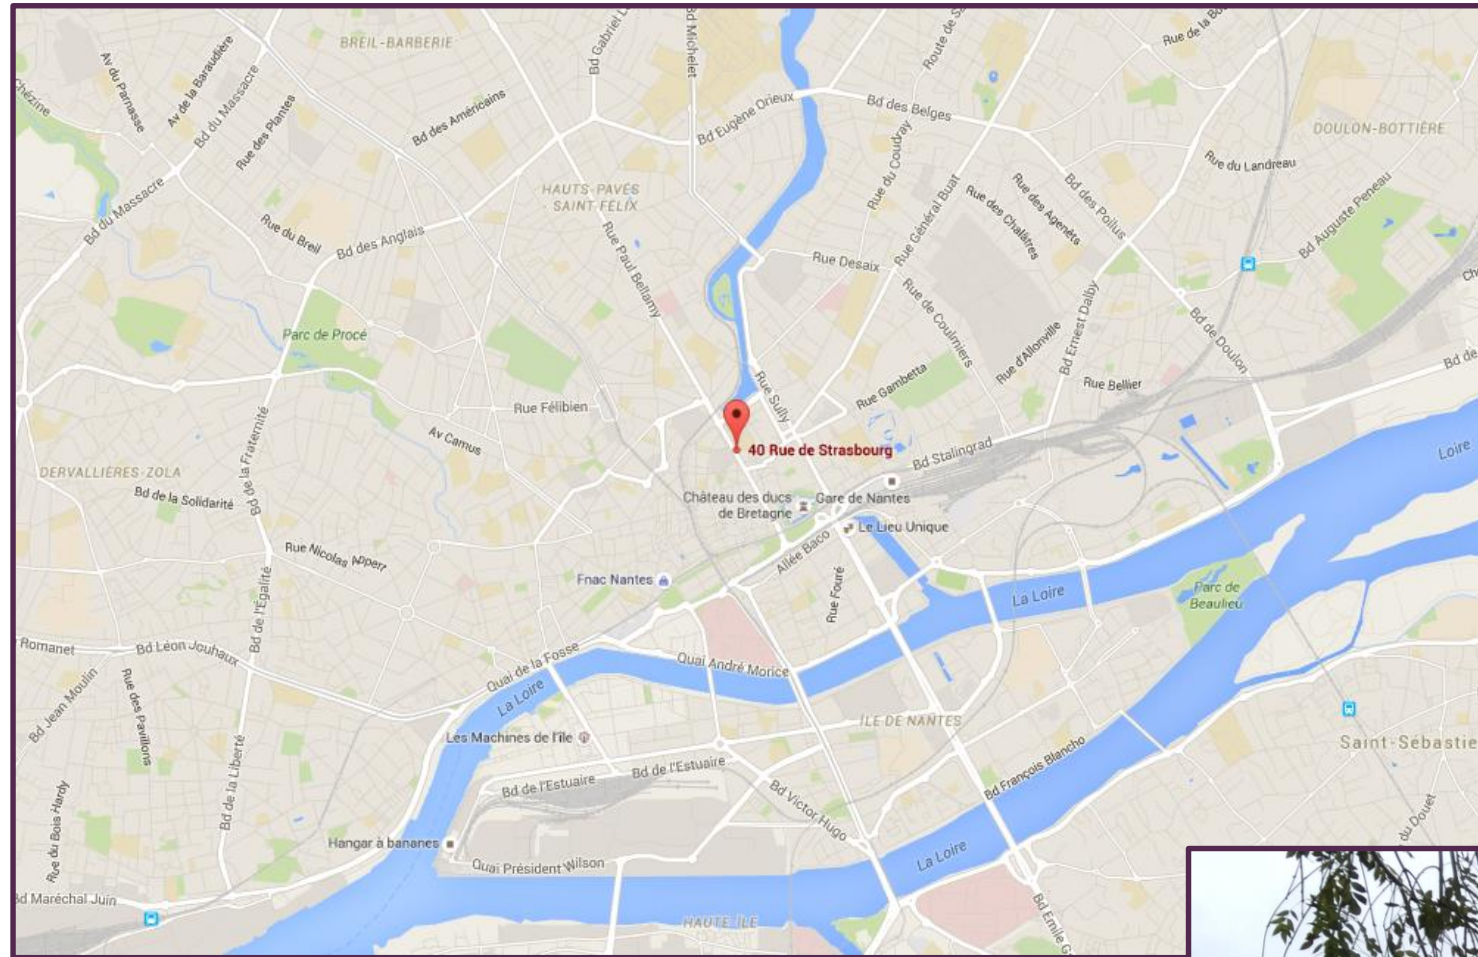 BREIL-BARBERIE
Bd Gabriel L
Bd Michelet
Route de S
Rue de la Bo
Av du Parnasse
Av de la Baraudière
Bd du Massacre
Rue des Plantes
Chézine
Bd des Américains
Bd Eugène Orieux
Bd des Belges
DOULON-BOTTIÈRE
Rue du Coudray
Rue du Landreau
HAUTS-PAVÉS
- SAINT FÉLIX
Bd du Massacre
Rue du Breil
Bd des Anglais
Rue Paul Bellamy
Rue Desaix
Rue Général Buat
Rue des Chalâtres
Rue des Agenêts
Bd des Poilus
Bd Auguste Peneau
Ch
Parc de Procé
Rue de Coulmiers
Rue d'Allonville
Bd Ernest Dalby
Bd de Doulon
Bd de
Rue Félibien
Rue Sully
Rue Gambetta
Rue Bellier
Av Camus
40 Rue de Strasbourg
Bd Stalingrad
Loire
DERVALLIÈRES-ZOLA
Bd de la Fraternité
Bd de la Solidarité
Château des ducs
de Bretagne
Gare de Nantes
Le Lieu Unique
Rue Nicolas Appert
Allée Baco
Fnac Nantes
Rue Fouré
La Loire
Parc de
Beaulieu
Bd de l'Égalité
Romanet
Bd Léon Jouhaux
Quai de la Fosse
Quai André Morice
La Loire
Bd Jean Moulin
Rue des Pavillons
ÎLE DE NANTES
Les Machines de l'île
Saint-Sébastie
Bd de la Liberté
Bd de l'Estuaire
Bd de l'Estuaire
Bd François Blancho
Bd Victor Hugo
Rue du Bois Hardy
du Douet
Hangar à bananes
Quai Président Wilson
La Loire
Bd Maréchal Juin
HAUTE-ÎLE
Bd Emile G